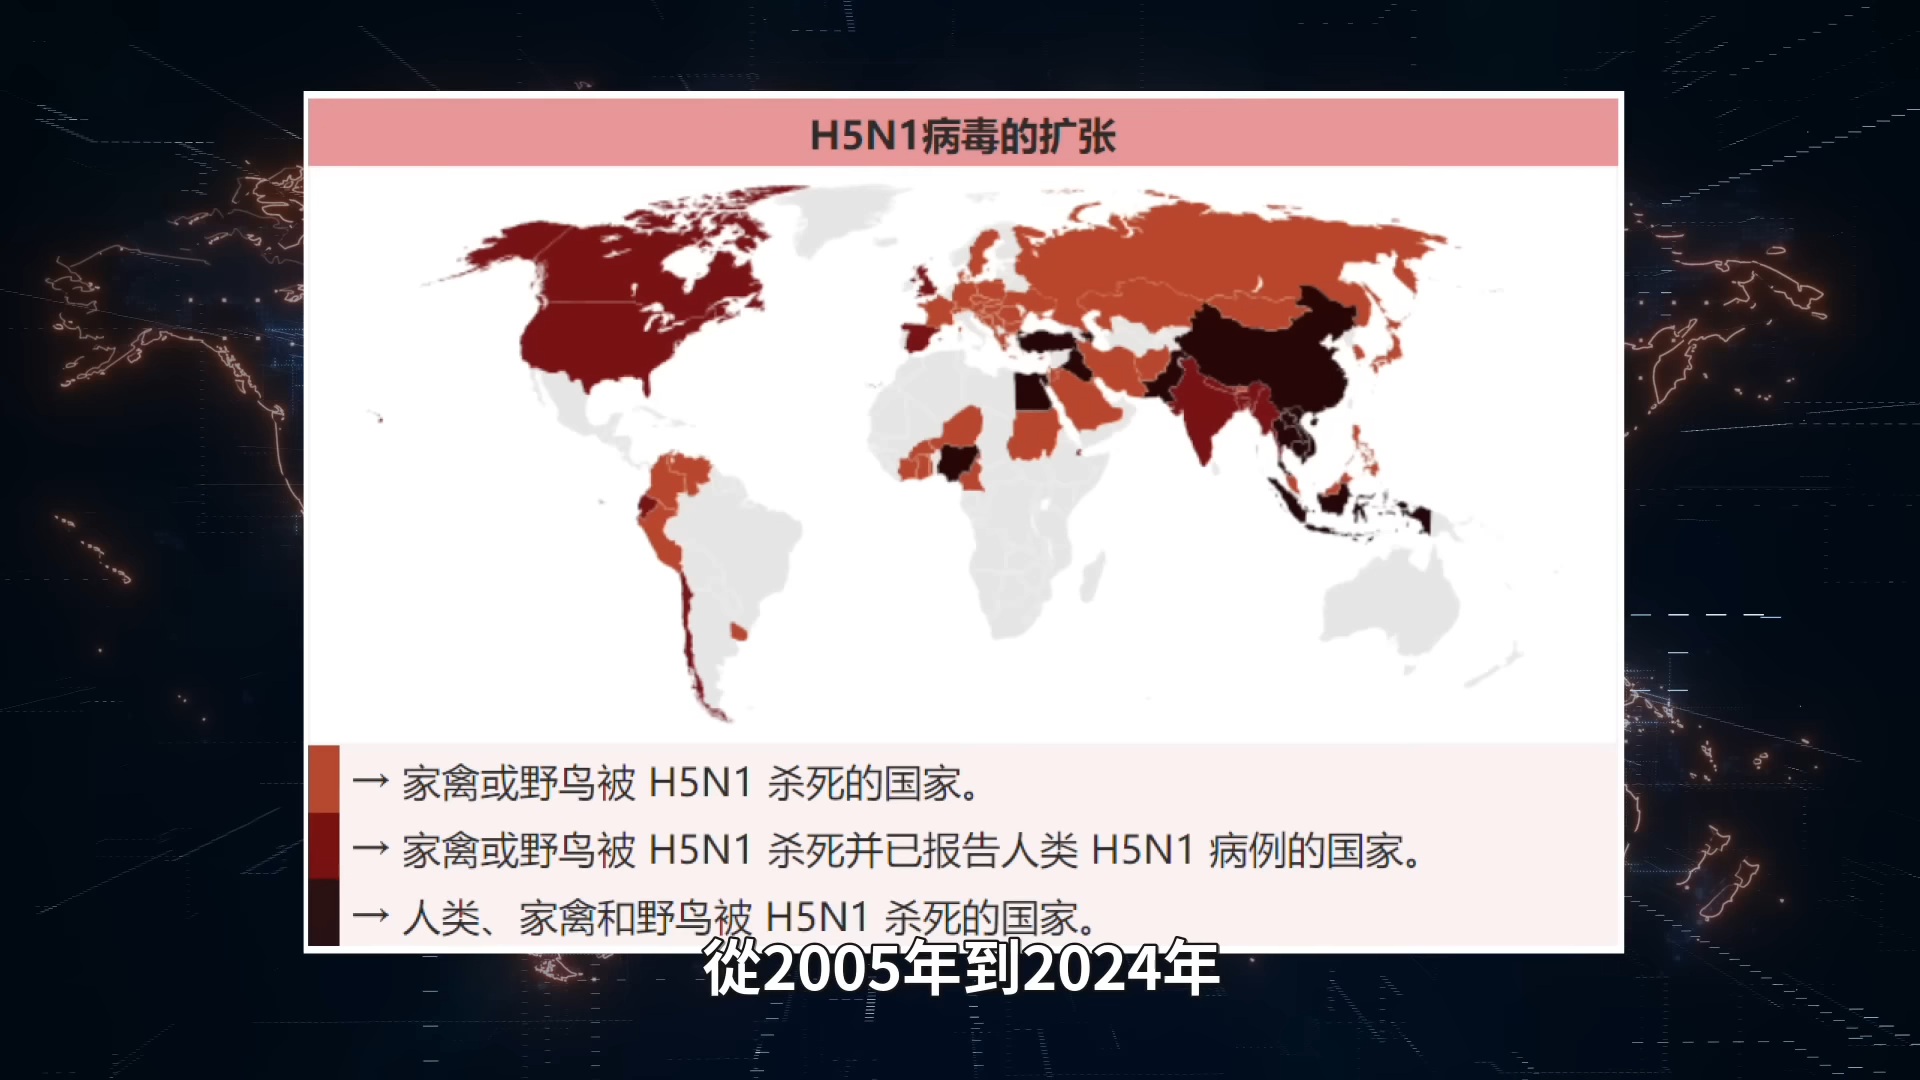 H5N1病毒的扩张
→ 家禽或野鸟被 H5N1 杀死的国家。
→ 家禽或野鸟被 H5N1 杀死并已报告人类 H5N1 病例的国家。
→ 人类、家禽和野鸟被 H5N1 杀死的国家。
從2005年到2024年